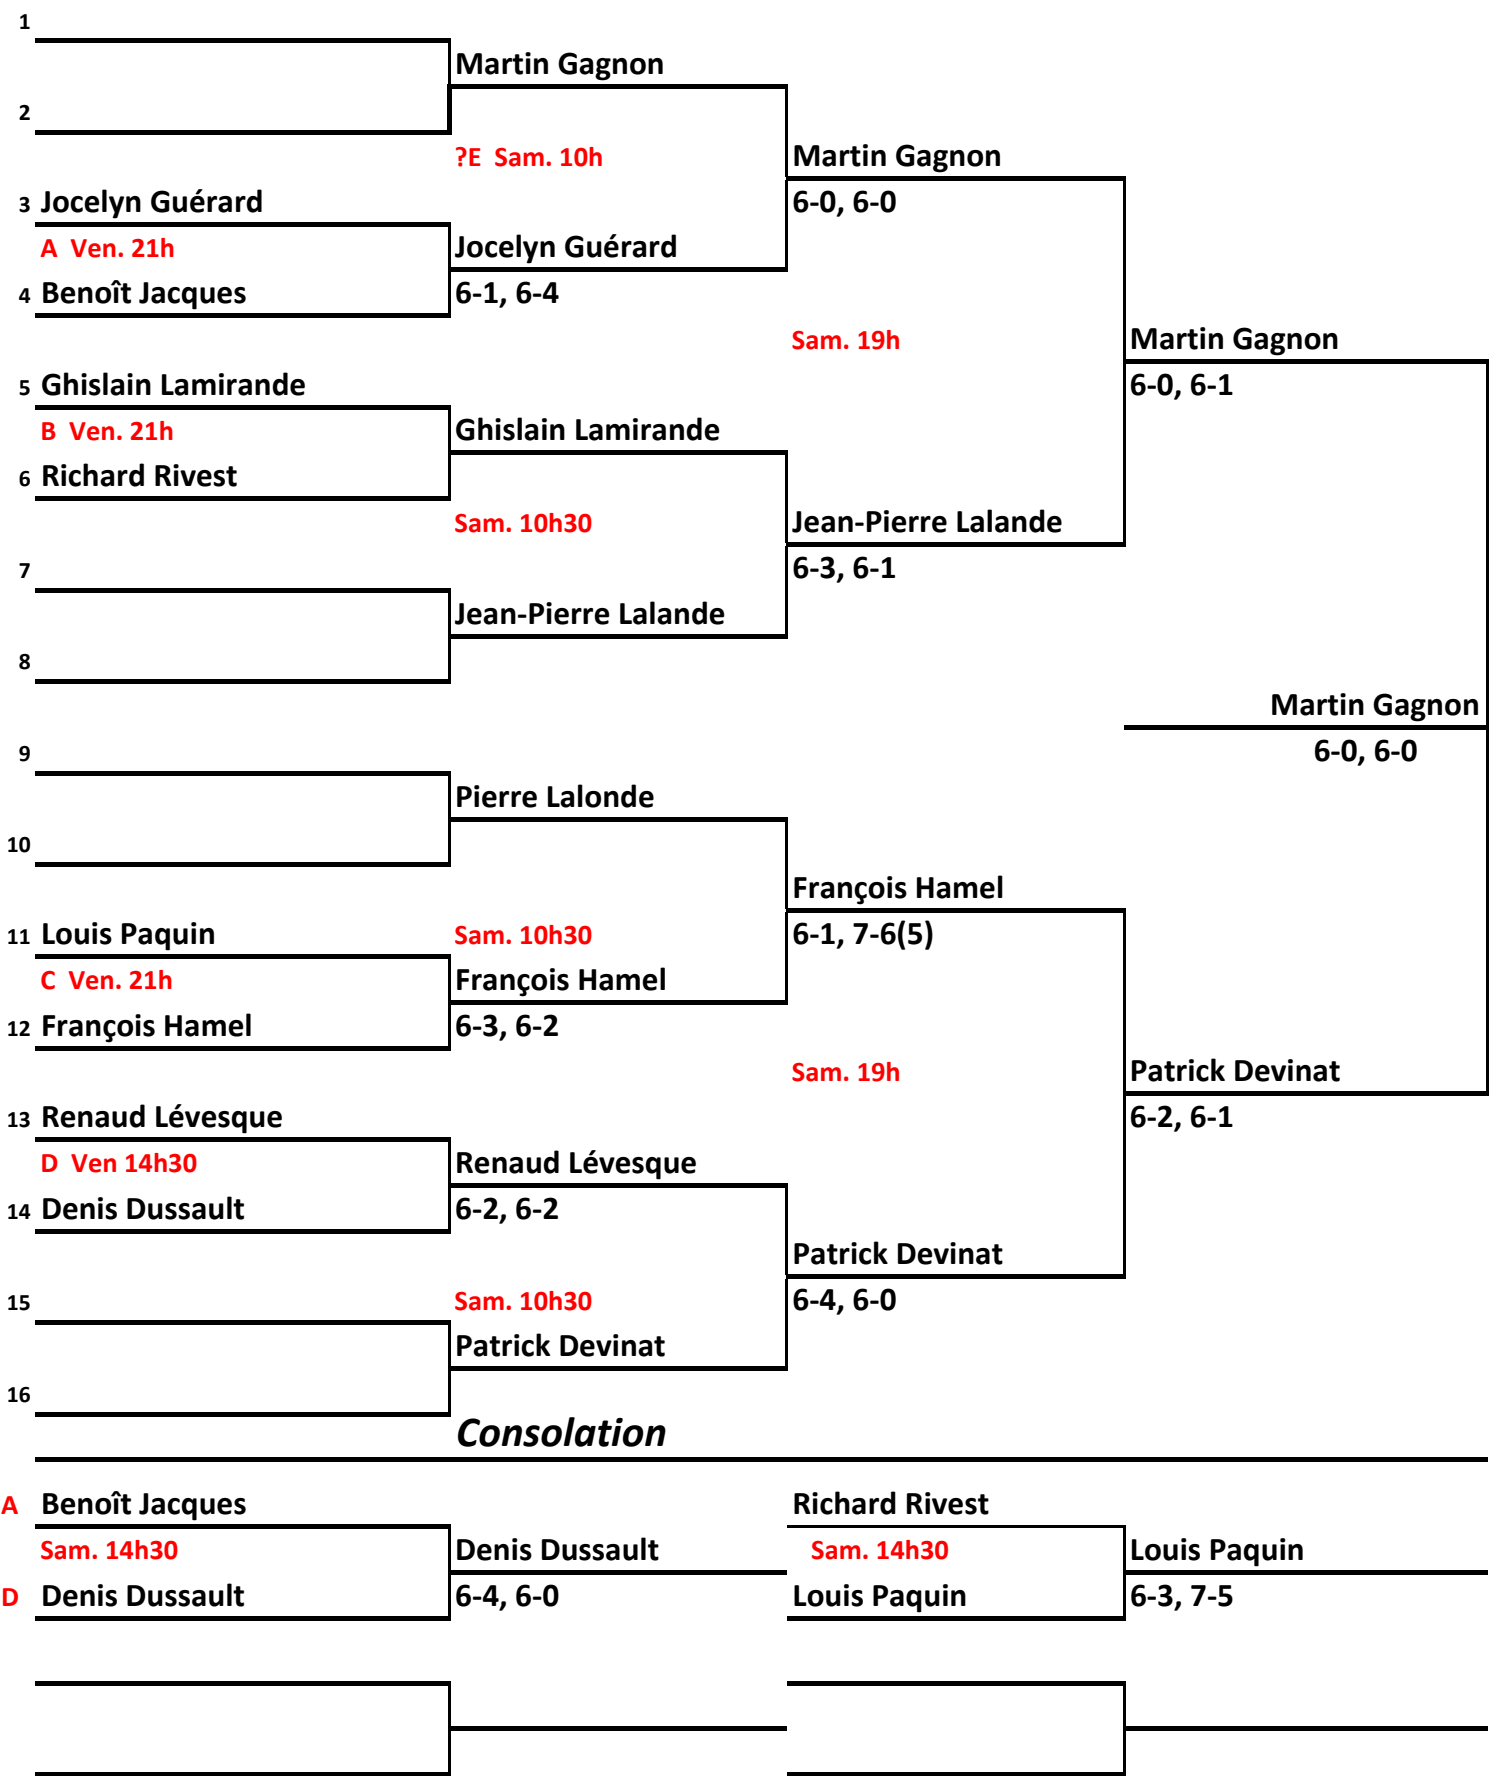 1
Martin Gagnon
2
?E Sam. 10h
Martin Gagnon
3 Jocelyn Guérard
6-0, 6-0
A Ven. 21h
Jocelyn Guérard
4 Benoît Jacques
6-1, 6-4
Sam. 19h
Martin Gagnon
5 Ghislain Lamirande
6-0, 6-1
B Ven. 21h
Ghislain Lamirande
6 Richard Rivest
Sam. 10h30
Jean-Pierre Lalande
7
6-3, 6-1
Jean-Pierre Lalande
8
Martin Gagnon
9
6-0, 6-0
Pierre Lalonde
10
François Hamel
11 Louis Paquin
Sam. 10h30
6-1, 7-6(5)
C Ven. 21h
François Hamel
12 François Hamel
6-3, 6-2
Sam. 19h
Patrick Devinat
13 Renaud Lévesque
6-2, 6-1
D Ven 14h30
Renaud Lévesque
14 Denis Dussault
6-2, 6-2
Patrick Devinat
15
Sam. 10h30
6-4, 6-0
Patrick Devinat
16
Consolation
A Benoît Jacques
Richard Rivest
Sam. 14h30
Denis Dussault
Sam. 14h30
Louis Paquin
D Denis Dussault
6-4, 6-0
Louis Paquin
6-3, 7-5